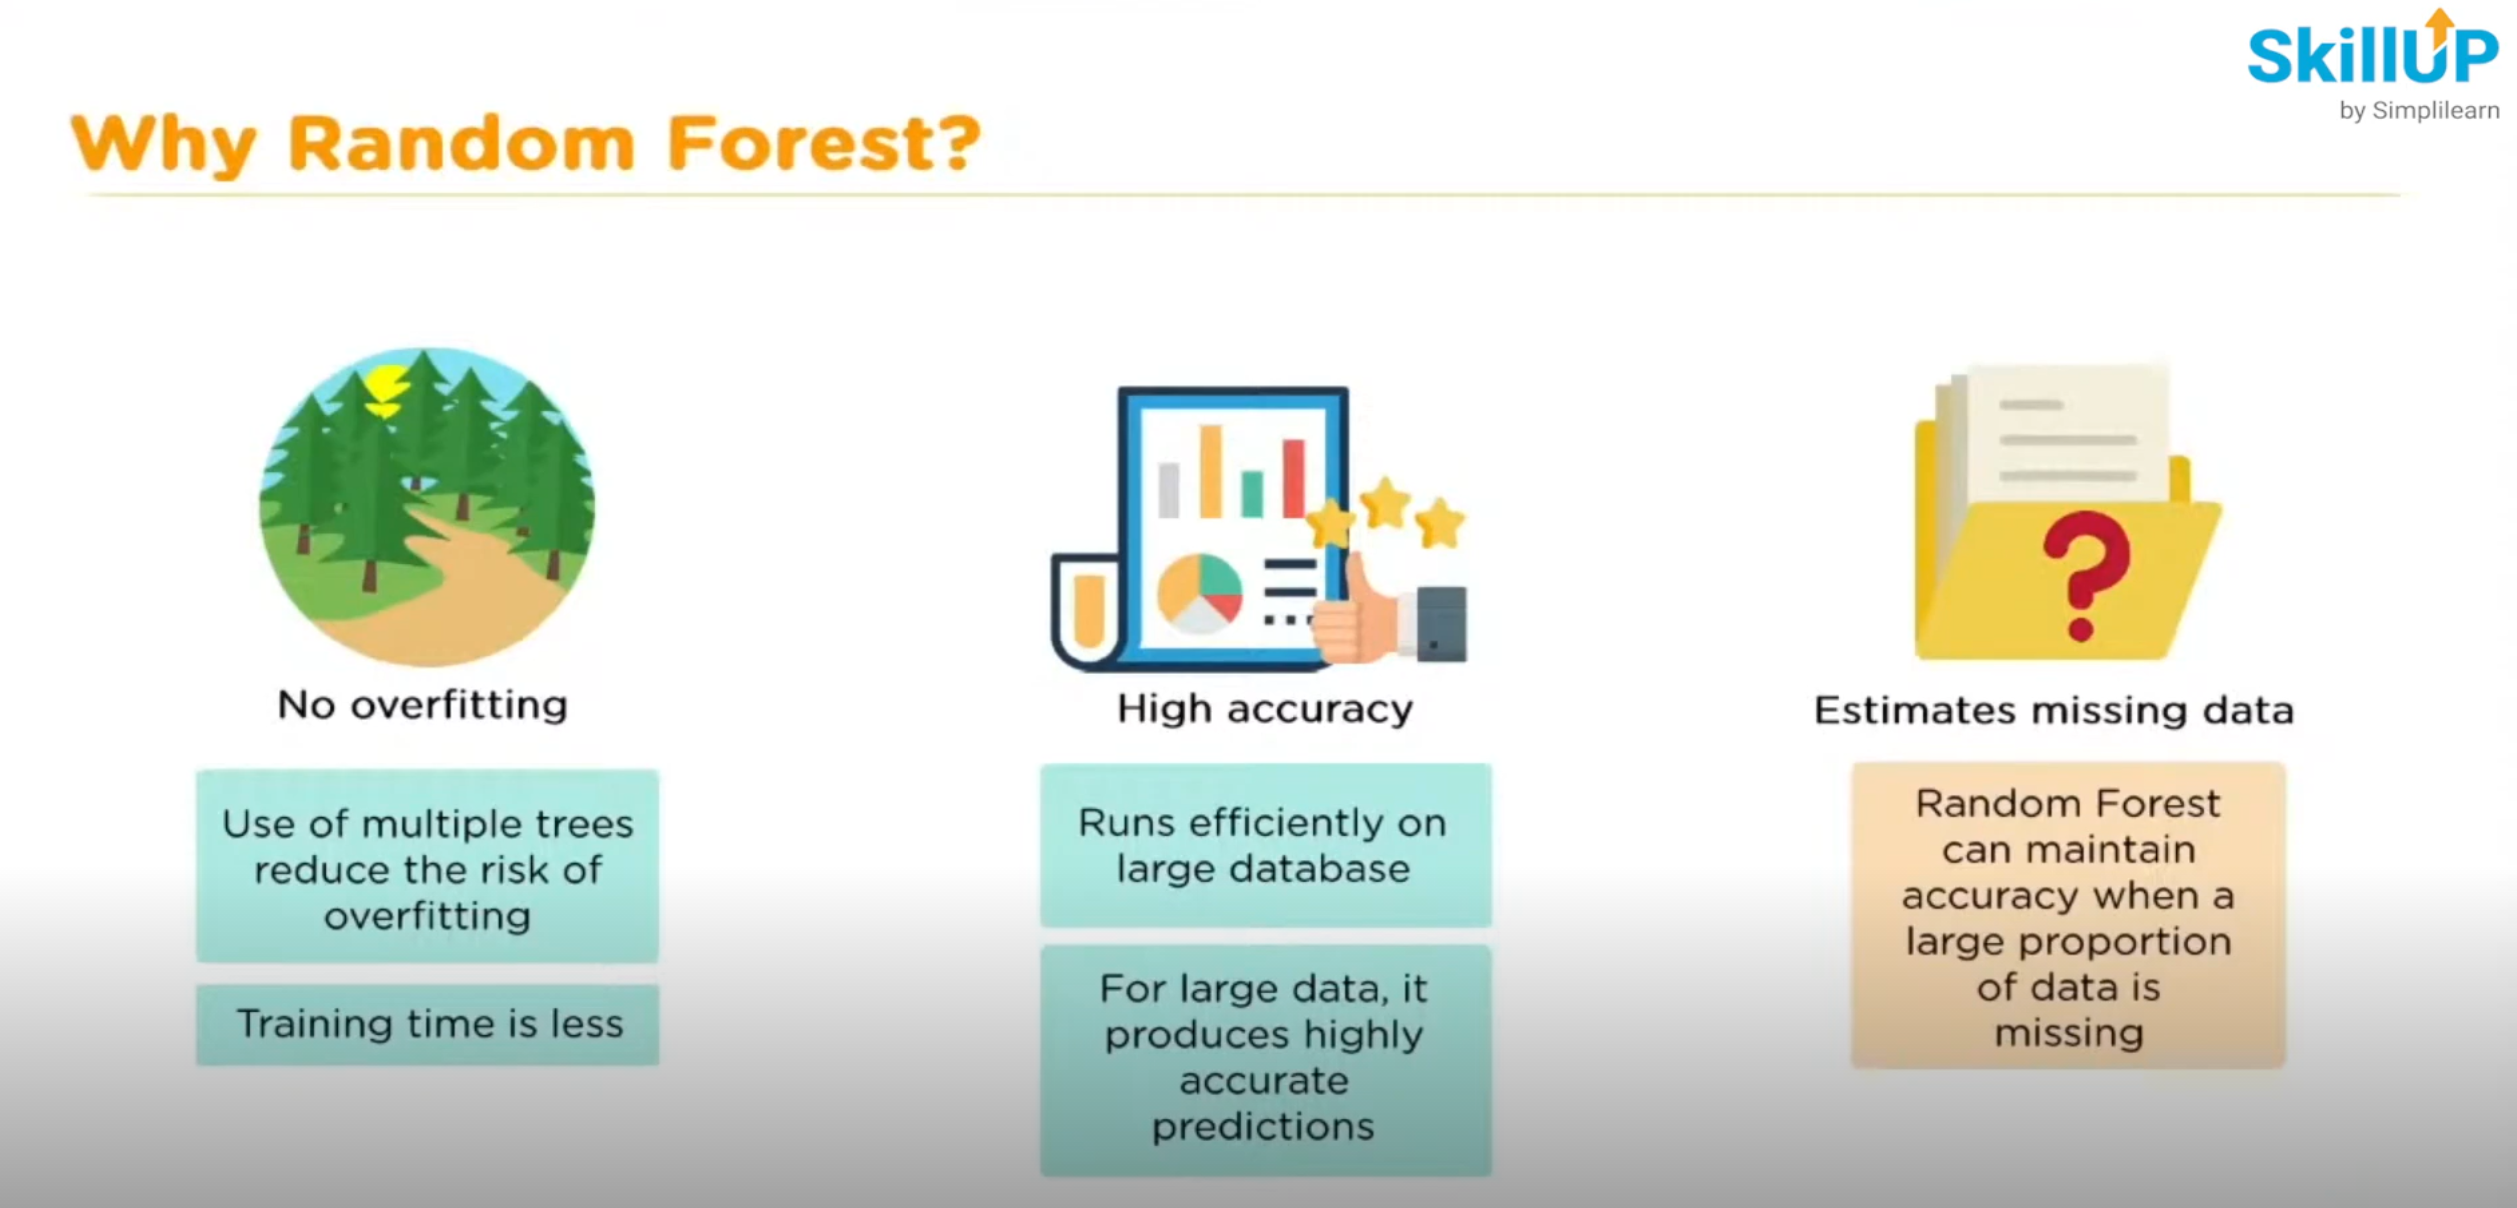 SkillUP
by Simplilearn
Why Random Forest?
No overfitting
Use of multiple trees
reduce the risk of
overfitting
Training time is less
High accuracy
Runs efficiently on
large database
For large data, it
produces highly
accurate
predictions
Estimates missing data
Random Forest
can maintain
accuracy when a
large proportion
of data is
missing